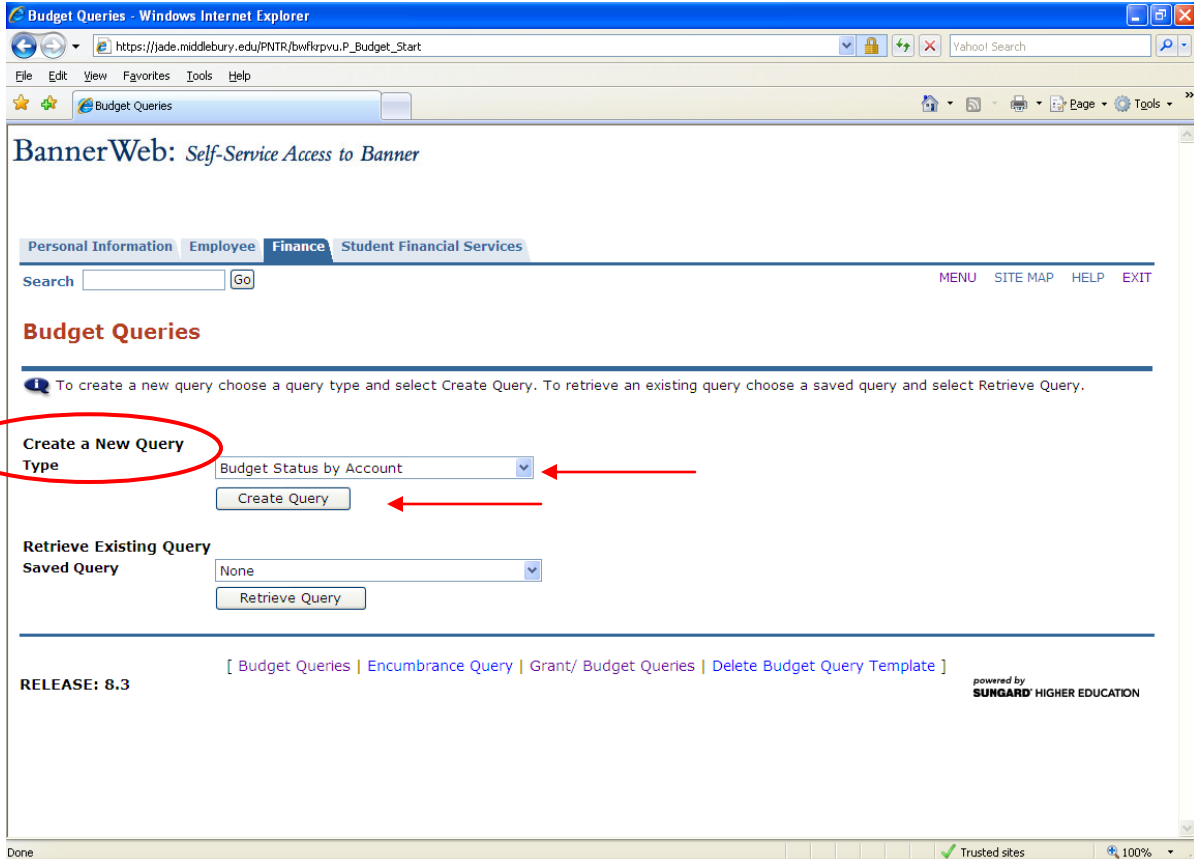 Budget Queries - Windows Internet Explorer
https://jade.middlebury.edu/PNTR/bwfkrpvu.P_Budget_Start
Yahoo! Search
File Edit View Favorites Tools Help
Budget Queries
Page Tools »
BannerWeb: Self-Service Access to Banner
Personal Information Employee Finance Student Financial Services
Search Go MENU SITE MAP HELP EXIT
Budget Queries
To create a new query choose a query type and select Create Query. To retrieve an existing query choose a saved query and select Retrieve Query.
Create a New Query
Type Budget Status by Account
Create Query
Retrieve Existing Query
Saved Query None
Retrieve Query
[ Budget Queries | Encumbrance Query | Grant/ Budget Queries | Delete Budget Query Template ]
RELEASE: 8.3
powered by
SUNGARD® HIGHER EDUCATION
Done Trusted sites 100%